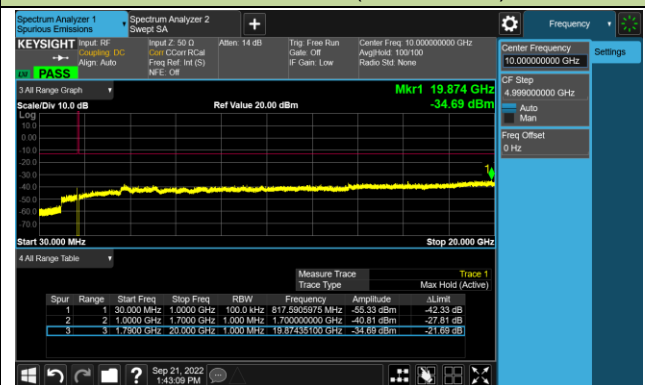 Spectrum Analyzer 1
Spurious Emissions
Spectrum Analyzer 2
Swept SA
Frequency
KEYSIGHT
Input: RF
Coupling: DC
Align: Auto
Input Z: 50 Ω
Corr CCorr RCal
Freq Ref: Int (S)
NFE: Off
Atten: 14 dB
Trig: Free Run
Gate: Off
IF Gain: Low
Center Freq: 10.000000000 GHz
Avg|Hold: 100/100
Radio Std: None
PASS
Center Frequency
10.000000000 GHz
Settings
CF Step
4.999000000 GHz
Auto
Man
Freq Offset
0 Hz
3 All Range Graph
Mkr1 19.874 GHz
Scale/Div 10.0 dB
Ref Value 20.00 dBm
-34.69 dBm
Log
10.0
0.00
-10.0
-20.0
-30.0
-40.0
-50.0
-60.0
-70.0
1
Start 30.000 MHz
Stop 20.000 GHz
4 All Range Table
Measure Trace Trace 1
Trace Type Max Hold (Active)
Spur Range Start Freq Stop Freq RBW Frequency Amplitude ΔLimit
1 1 30.000 MHz 1.0000 GHz 100.0 kHz 817.5905975 MHz -55.33 dBm -42.33 dB
2 2 1.0000 GHz 1.7000 GHz 1.000 MHz 1.700000000 GHz -40.81 dBm -27.81 dB
3 3 1.7900 GHz 20.000 GHz 1.000 MHz 19.87435100 GHz -34.69 dBm -21.69 dB
Sep 21, 2022
1:43:09 PM